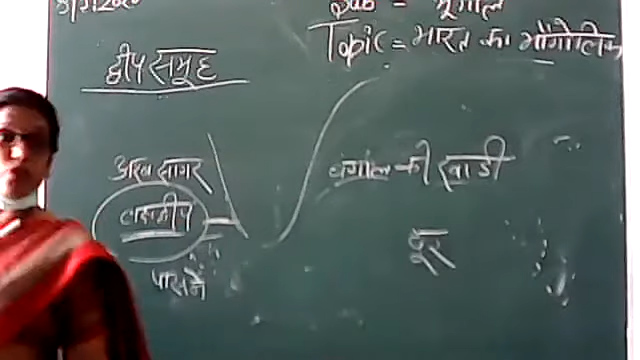 Sub = भूगोल
Topic = भारत का भौगोलिक
द्वीप समूह
अरब सागर
बंगाल की खाडी
लक्षद्वीप
दूर
पास में